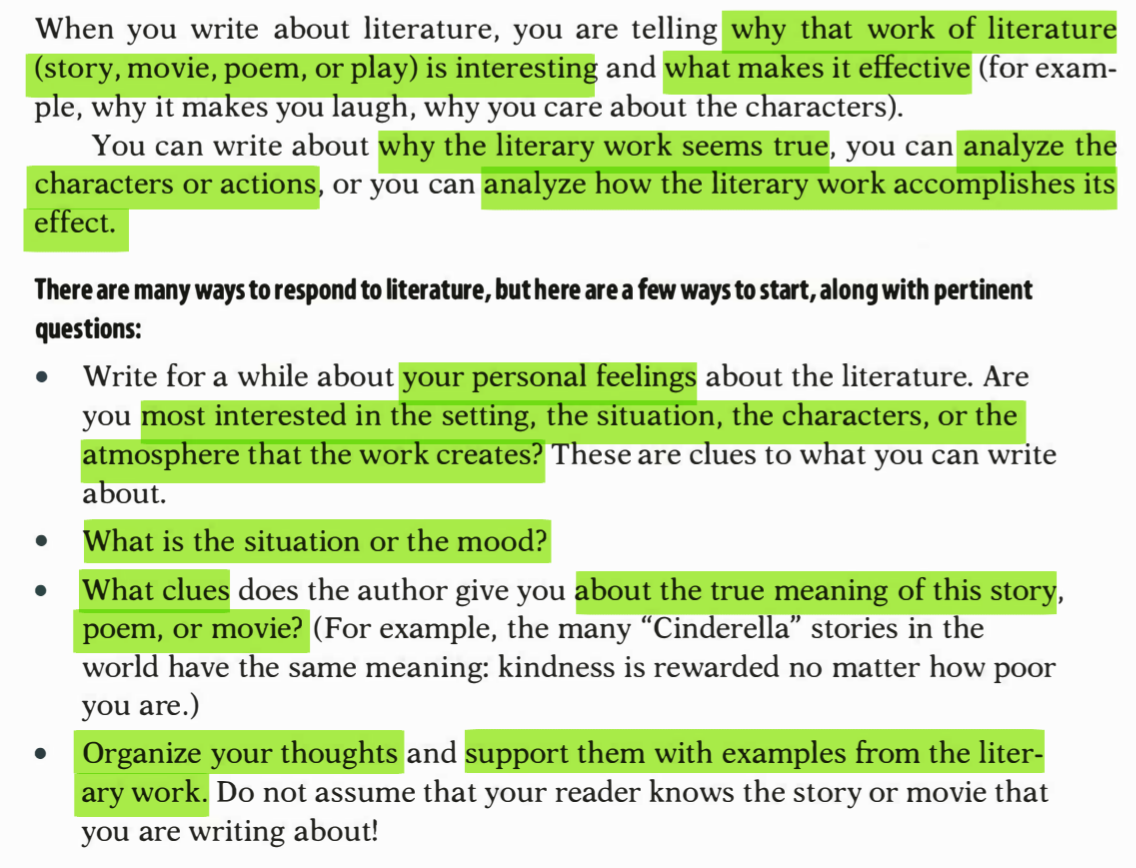 When you write about literature, you are telling why that work of literature
(story, movie, poem, or play) is interesting and what makes it effective (for exam-
ple, why it makes you laugh, why you care about the characters).
You can write about why the literary work seems true, you can analyze the
characters or actions, or you can analyze how the literary work accomplishes its
effect.
There are many ways to respond to literature, but here are a few ways to start, along with pertinent
questions:
• Write for a while about your personal feelings about the literature. Are
you most interested in the setting, the situation, the characters, or the
atmosphere that the work creates? These are clues to what you can write
about.
• What is the situation or the mood?
• What clues does the author give you about the true meaning of this story,
poem, or movie? (For example, the many “Cinderella” stories in the
world have the same meaning: kindness is rewarded no matter how poor
you are.)
• Organize your thoughts and support them with examples from the liter-
ary work. Do not assume that your reader knows the story or movie that
you are writing about!